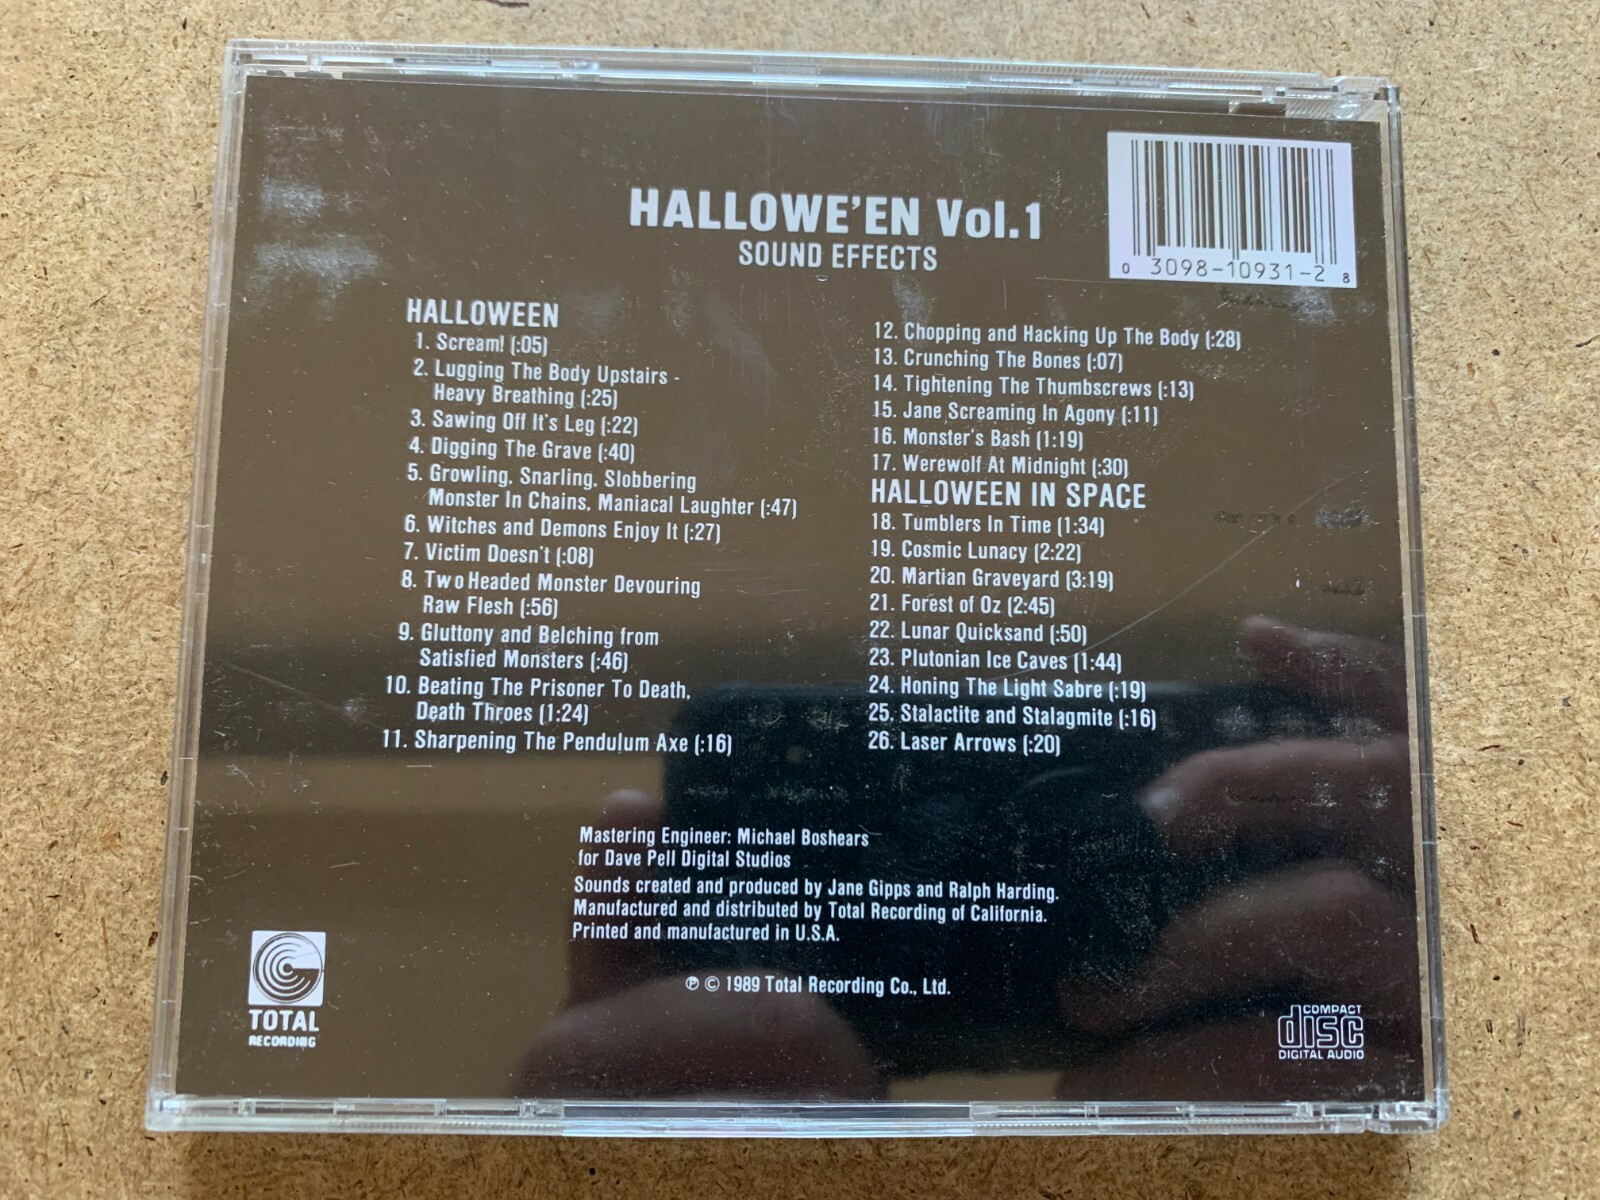 HALLOWE'EN Vol.1
SOUND EFFECTS
0 3098-10931-2 8
HALLOWEEN
1. Scream! (:05)
2. Lugging The Body Upstairs -
Heavy Breathing (:25)
3. Sawing Off It's Leg (:22)
4. Digging The Grave (:40)
5. Growling, Snarling, Slobbering
Monster In Chains, Maniacal Laughter (:47)
6. Witches and Demons Enjoy It (:27)
7. Victim Doesn't (:08)
8. Two Headed Monster Devouring
Raw Flesh (:56)
9. Gluttony and Belching from
Satisfied Monsters (:46)
10. Beating The Prisoner To Death,
Death Throes (1:24)
11. Sharpening The Pendulum Axe (:16)
12. Chopping and Hacking Up The Body (:28)
13. Crunching The Bones (:07)
14. Tightening The Thumbscrews (:13)
15. Jane Screaming In Agony (:11)
16. Monster's Bash (1:19)
17. Werewolf At Midnight (:30)
HALLOWEEN IN SPACE
18. Tumblers In Time (1:34)
19. Cosmic Lunacy (2:22)
20. Martian Graveyard (3:19)
21. Forest of Oz (2:45)
22. Lunar Quicksand (:50)
23. Plutonian Ice Caves (1:44)
24. Honing The Light Sabre (:19)
25. Stalactite and Stalagmite (:16)
26. Laser Arrows (:20)
Mastering Engineer: Michael Boshears
for Dave Pell Digital Studios
Sounds created and produced by Jane Gipps and Ralph Harding.
Manufactured and distributed by Total Recording of California.
Printed and manufactured in U.S.A.
℗ © 1989 Total Recording Co., Ltd.
TOTAL
RECORDING
COMPACT
disc
DIGITAL AUDIO